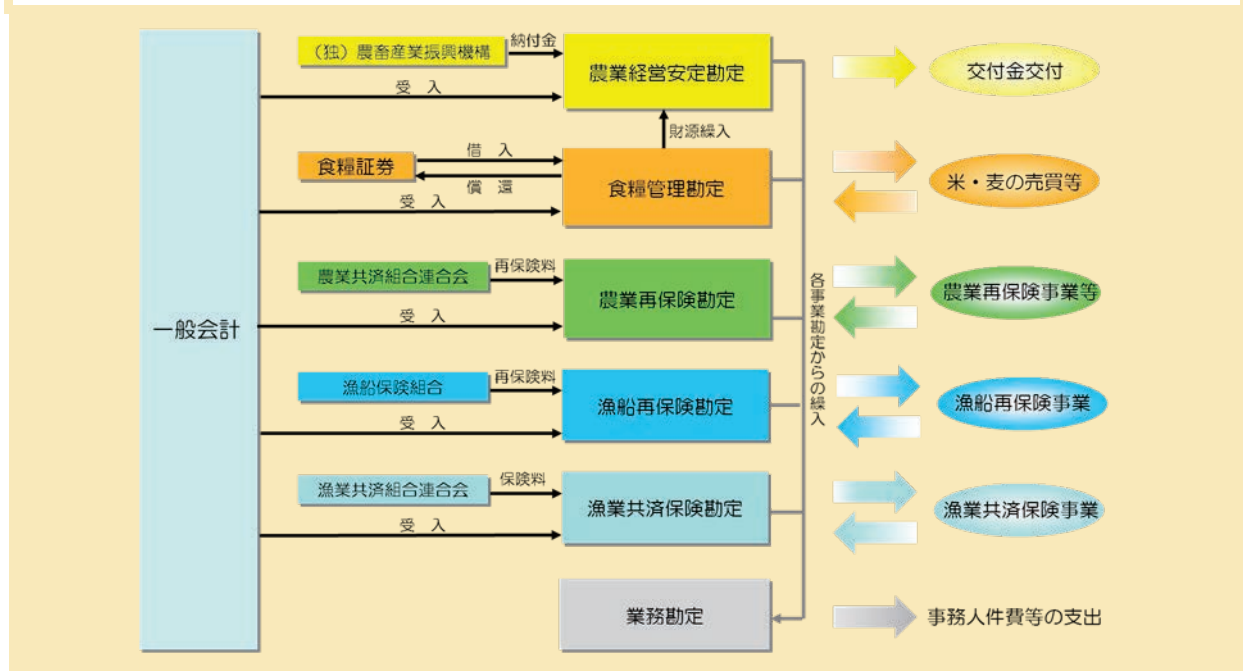 一般会計
（独）農畜産業振興機構
納付金
受 入
農業経営安定勘定
交付金交付
財源繰入
食糧証券
借 入
償 還
受 入
食糧管理勘定
米・麦の売買等
農業共済組合連合会
再保険料
受 入
農業再保険勘定
農業再保険事業等
各事業勘定からの繰入
漁船保険組合
再保険料
受 入
漁船再保険勘定
漁船再保険事業
漁業共済組合連合会
保険料
受 入
漁業共済保険勘定
漁業共済保険事業
業務勘定
事務人件費等の支出